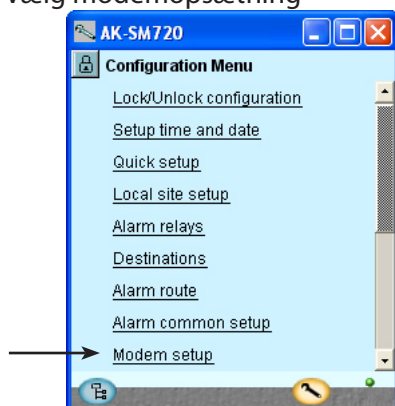 Vælg modemopsætning
AK-SM720
Configuration Menu
Lock/Unlock configuration
Setup time and date
Quick setup
Local site setup
Alarm relays
Destinations
Alarm route
Alarm common setup
Modem setup